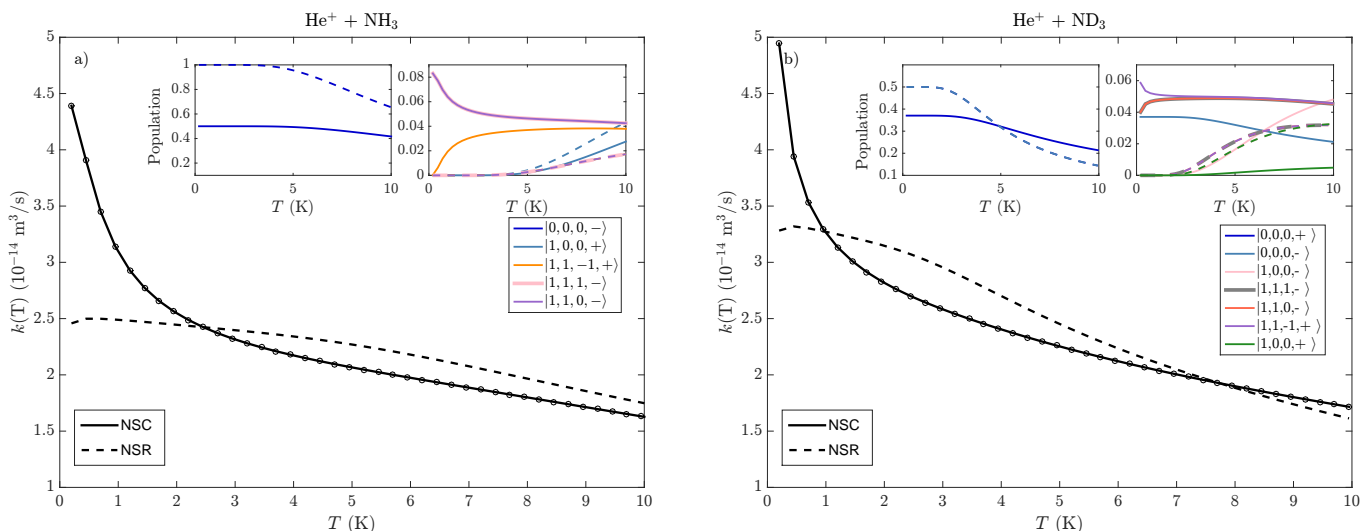 He⁺ + NH₃
a)
k(T) (10⁻¹⁴ m³/s)
5
4.5
4
3.5
3
2.5
2
1.5
1
0 1 2 3 4 5 6 7 8 9 10
T (K)
Population
1
0.8
0.6
0.4
0.2
0 5 10
T (K)
0.08
0.06
0.04
0.02
0
0 5 10
T (K)
|0, 0, 0, −⟩
|1, 0, 0, +⟩
|1, 1, −1, +⟩
|1, 1, 1, −⟩
|1, 1, 0, −⟩
NSC
NSR
He⁺ + ND₃
b)
k(T) (10⁻¹⁴ m³/s)
5
4.5
4
3.5
3
2.5
2
1.5
1
0 1 2 3 4 5 6 7 8 9 10
T (K)
Population
0.5
0.4
0.3
0.2
0.1
0 5 10
T (K)
0.06
0.04
0.02
0
0 5 10
T (K)
|0,0,0,+ ⟩
|0,0,0,- ⟩
|1,0,0,- ⟩
|1,1,1,- ⟩
|1,1,0,- ⟩
|1,1,-1,+ ⟩
|1,0,0,+ ⟩
NSC
NSR